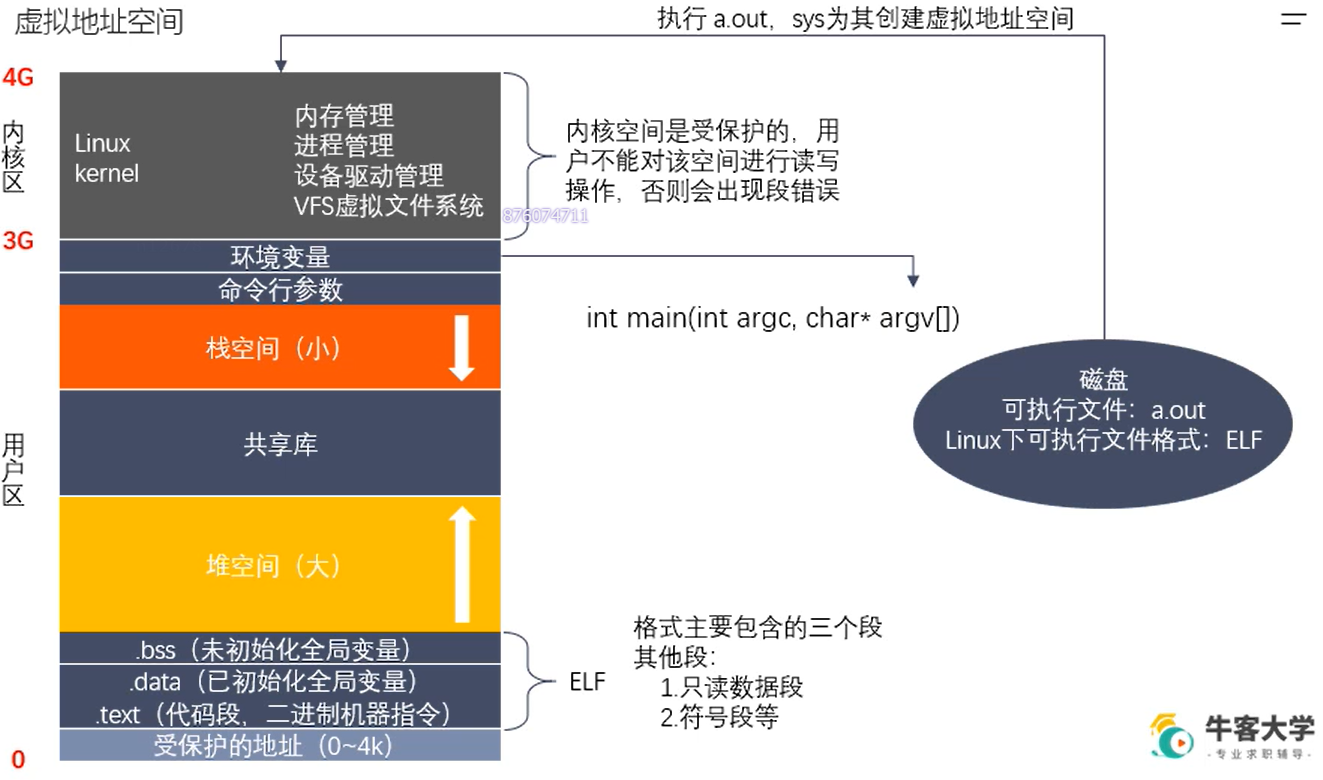 虚拟地址空间
执行 a.out，sys为其创建虚拟地址空间
4G
内核区
Linux
kernel
内存管理
进程管理
设备驱动管理
VFS虚拟文件系统
内核空间是受保护的，用
户不能对该空间进行读写
操作，否则会出现段错误
876074711
3G
环境变量
命令行参数
int main(int argc, char* argv[])
栈空间（小）
磁盘
可执行文件：a.out
Linux下可执行文件格式：ELF
用户区
共享库
堆空间（大）
.bss（未初始化全局变量）
.data（已初始化全局变量）
.text（代码段，二进制机器指令）
ELF
格式主要包含的三个段
其他段：
1.只读数据段
2.符号段等
受保护的地址（0~4k）
0
牛客大学
-专业求职辅导-